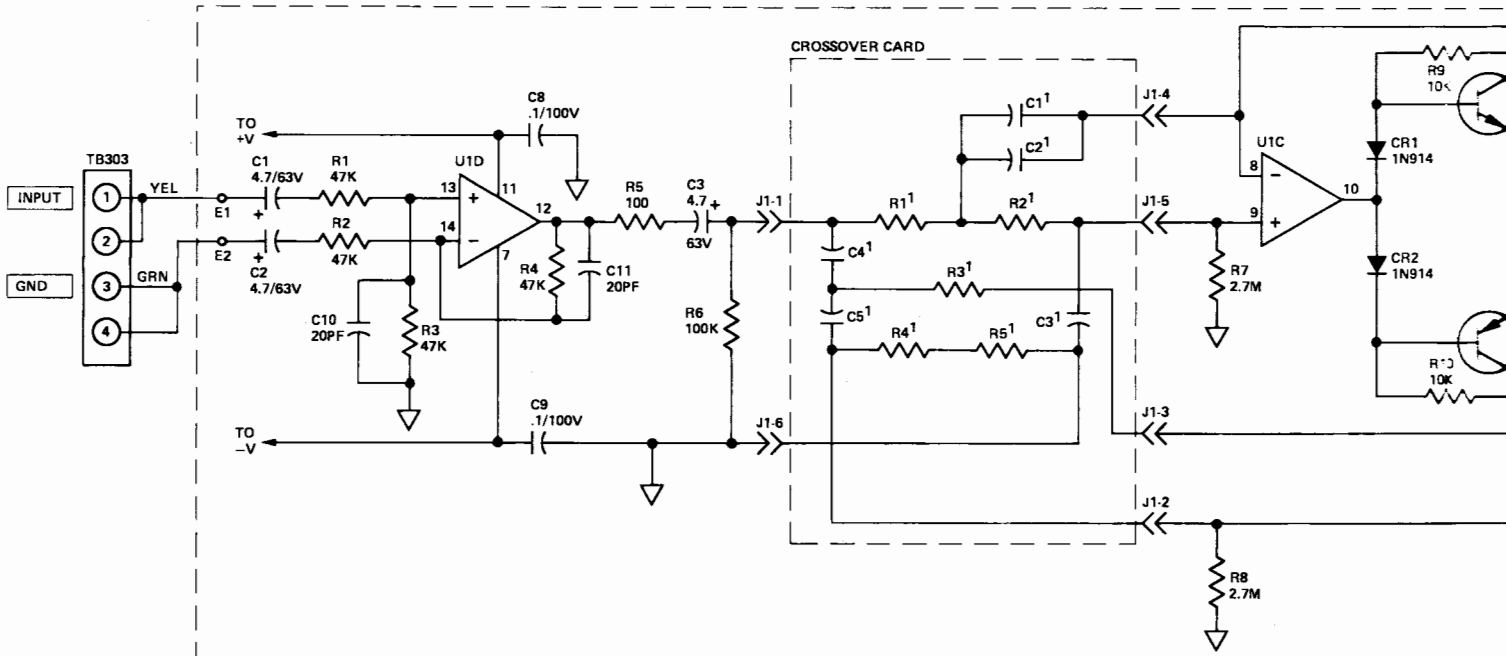 CROSSOVER CARD
TB303
INPUT
GND
1
2
3
4
YEL
GRN
E1
E2
C1
4.7/63V
+
R1
47K
R2
47K
+
C2
4.7/63V
TO
+V
C8
.1/100V
U1D
13
+
11
12
14
−
7
R4
47K
C11
20PF
C10
20PF
R3
47K
TO
−V
C9
.1/100V
R5
100
C3
4.7
+
63V
R6
100K
J1-1
J1-6
C1¹
C2¹
R1¹
R2¹
C4¹
R3¹
C5¹
R4¹
R5¹
C3¹
J1-4
J1-5
J1-3
J1-2
R7
2.7M
R8
2.7M
U1C
8
−
9
+
10
R9
10K
CR1
1N914
CR2
1N914
R10
10K